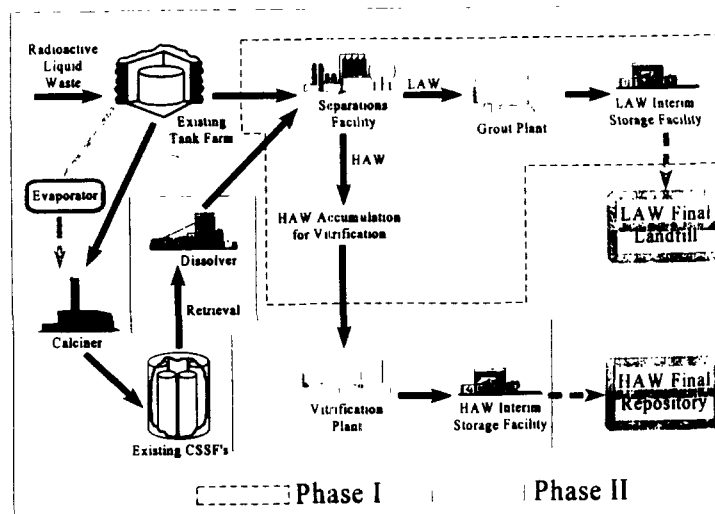 Radioactive
Liquid
Waste
Existing
Tank Farm
Separations
Facility
LAW
Grout Plant
LAW Interim
Storage Facility
Evaporator
HAW
HAW Accumulation
for Vitrification
LAW Final
Landfill
Dissolver
Retrieval
Calciner
Existing CSSF's
Vitrification
Plant
HAW Interim
Storage Facility
HAW Final
Repository
Phase I
Phase II